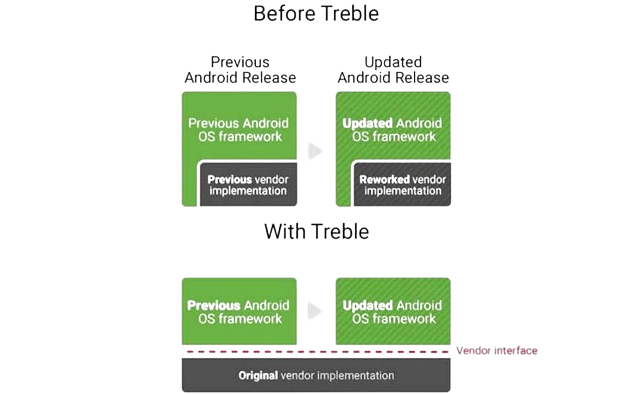 Before Treble
Previous
Android Release
Updated
Android Release
Previous Android
OS framework
Previous vendor
implementation
Updated Android
OS framework
Reworked vendor
implementation
With Treble
Previous Android
OS framework
Updated Android
OS framework
Vendor interface
Original vendor implementation